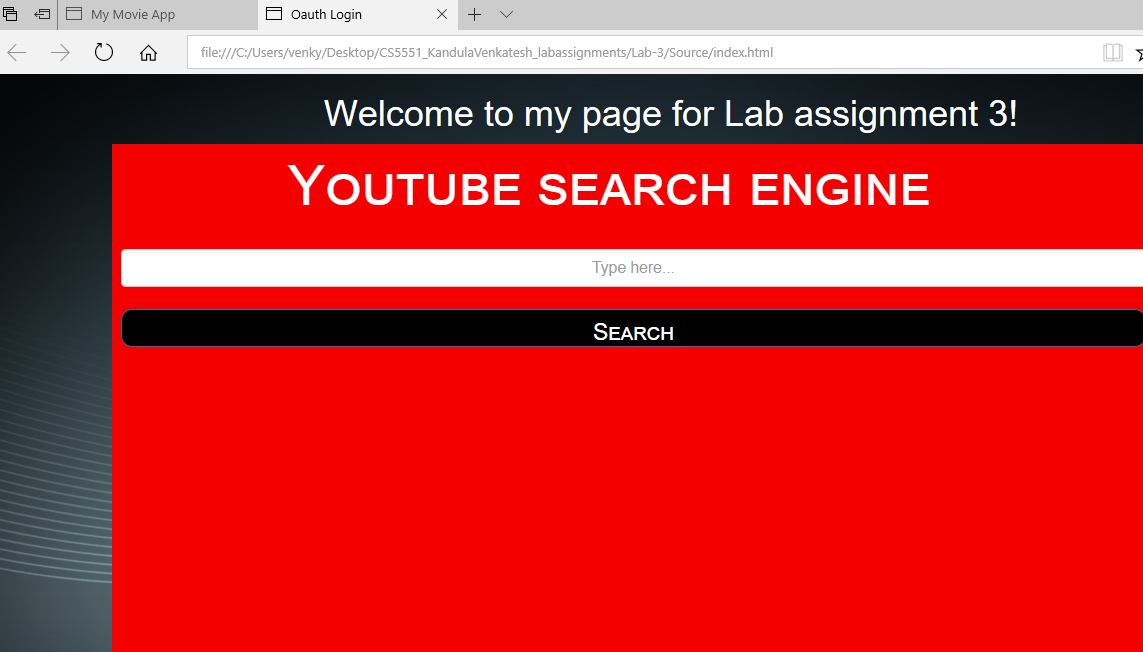 My Movie App
Oauth Login
file:///C:/Users/venky/Desktop/CS5551_KandulaVenkatesh_labassignments/Lab-3/Source/index.html
Welcome to my page for Lab assignment 3!
Youtube search engine
Type here...
Search